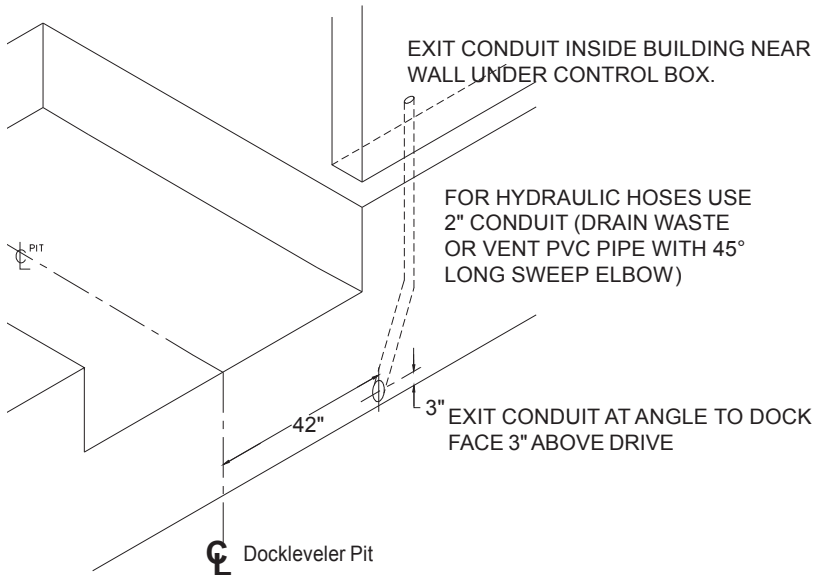 EXIT CONDUIT INSIDE BUILDING NEAR
WALL UNDER CONTROL BOX.
FOR HYDRAULIC HOSES USE
2" CONDUIT (DRAIN WASTE
OR VENT PVC PIPE WITH 45°
LONG SWEEP ELBOW)
℄ PIT
42"
3"
EXIT CONDUIT AT ANGLE TO DOCK
FACE 3" ABOVE DRIVE
℄ Dockleveler Pit